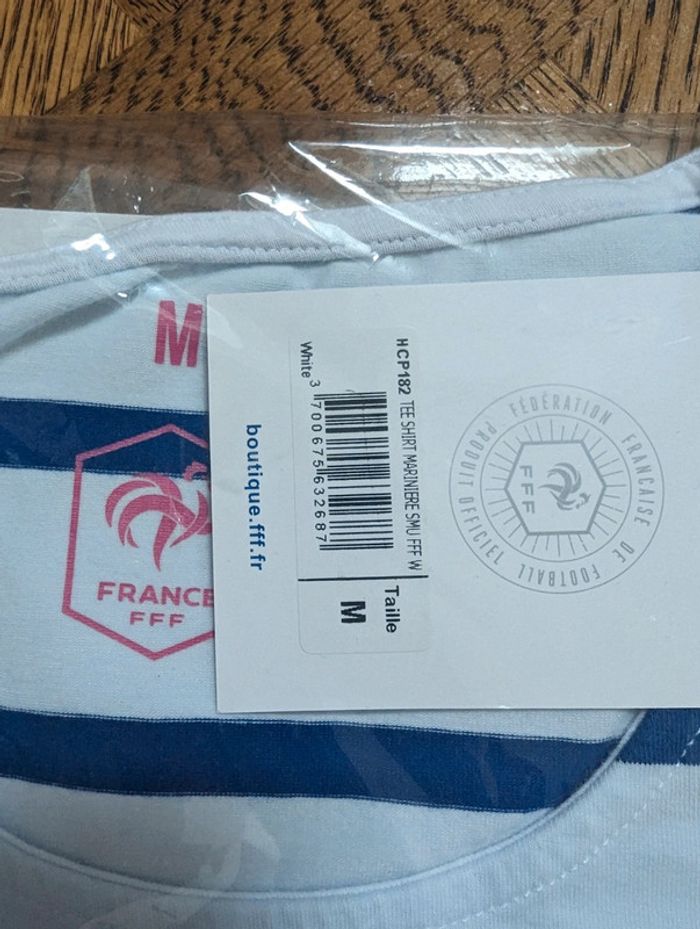 M
FRANCE
FFF
boutique.fff.fr
HCP182 TEE SHIRT MARINIERE SMU FFF W
White
3 700675 632687
Taille
M
FÉDÉRATION FRANÇAISE DE FOOTBALL
PRODUIT OFFICIEL
FFF